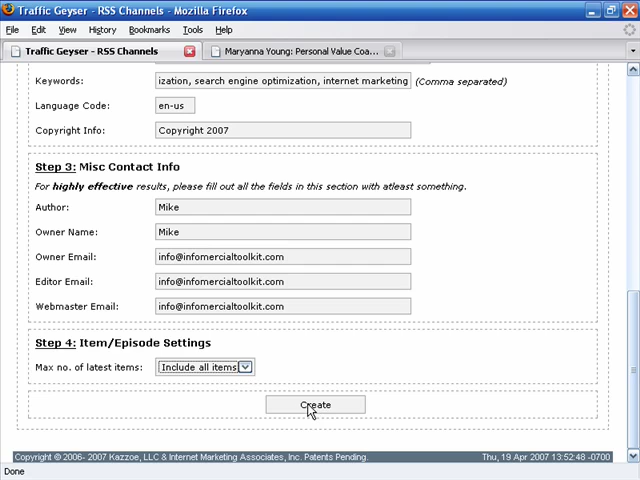 Traffic Geyser - RSS Channels - Mozilla Firefox
File Edit View History Bookmarks Tools Help
Traffic Geyser - RSS Channels
Maryanna Young: Personal Value Coa...
Keywords: ization, search engine optimization, internet marketing (Comma separated)
Language Code: en-us
Copyright Info: Copyright 2007
Step 3: Misc Contact Info
For highly effective results, please fill out all the fields in this section with atleast something.
Author: Mike
Owner Name: Mike
Owner Email: info@infomercialtoolkit.com
Editor Email: info@infomercialtoolkit.com
Webmaster Email: info@infomercialtoolkit.com
Step 4: Item/Episode Settings
Max no. of latest items: Include all items
Create
Copyright © 2006- 2007 Kazzoe, LLC & Internet Marketing Associates, Inc. Patents Pending. Thu, 19 Apr 2007 13:52:48 -0700
Done